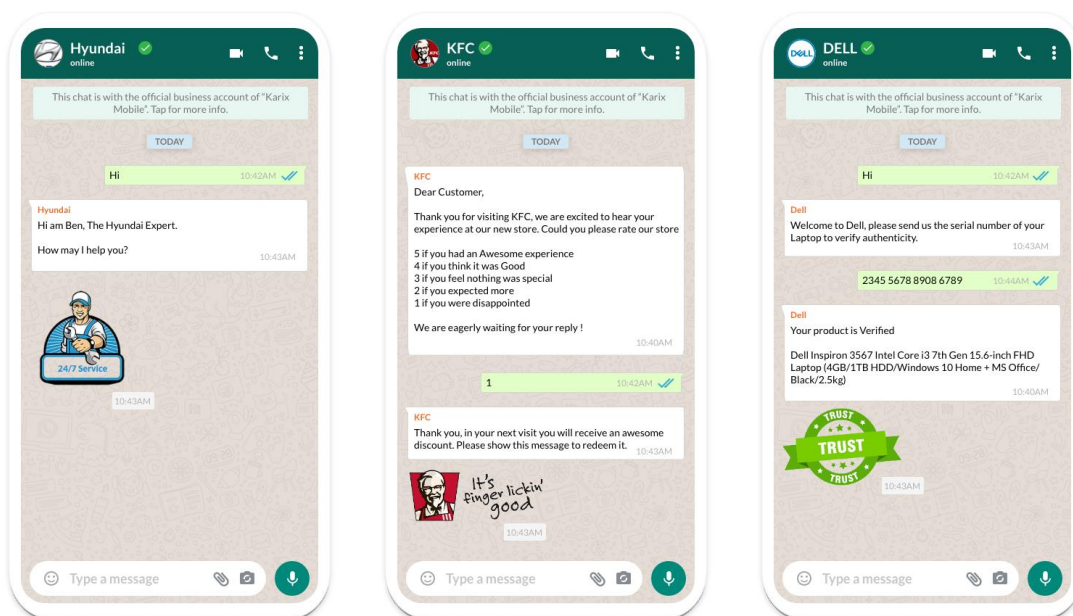 Hyundai
online
This chat is with the official business account of "Karix
Mobile". Tap for more info.
TODAY
Hi
10:42AM
Hyundai
Hi am Ben, The Hyundai Expert.
How may I help you?
10:43AM
24/7 Service
10:43AM
Type a message
KFC
online
This chat is with the official business account of "Karix
Mobile". Tap for more info.
TODAY
KFC
Dear Customer,
Thank you for visiting KFC, we are excited to hear your
experience at our new store. Could you please rate our store
5 if you had an Awesome experience
4 if you think it was Good
3 if you feel nothing was special
2 if you expected more
1 if you were disappointed
We are eagerly waiting for your reply !
10:40AM
1
10:42AM
KFC
Thank you, in your next visit you will receive an awesome
discount. Please show this message to redeem it.
10:43AM
It's
finger lickin'
good
10:43AM
Type a message
DELL
DELL
online
This chat is with the official business account of "Karix
Mobile". Tap for more info.
TODAY
Hi
10:42AM
Dell
Welcome to Dell, please send us the serial number of your
Laptop to verify authenticity.
10:43AM
2345 5678 8908 6789
10:44AM
Dell
Your product is Verified
Dell Inspiron 3567 Intel Core i3 7th Gen 15.6-inch FHD
Laptop (4GB/1TB HDD/Windows 10 Home + MS Office/
Black/2.5kg)
10:40AM
TRUST
TRUST
TRUST
10:43AM
Type a message